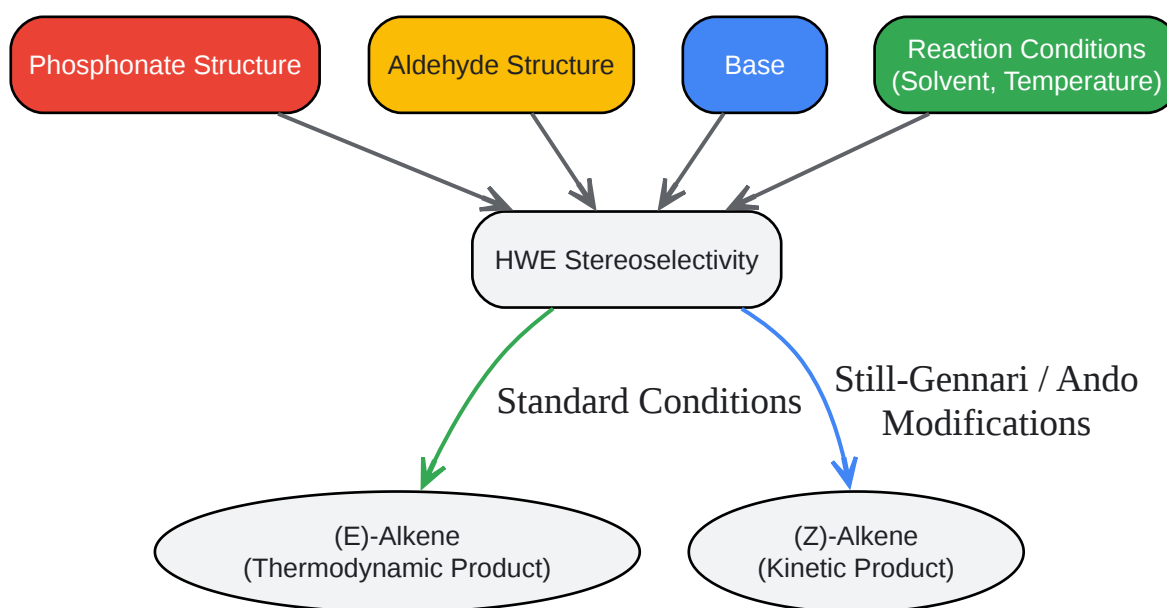 Phosphonate Structure
Aldehyde Structure
Base
Reaction Conditions
(Solvent, Temperature)
HWE Stereoselectivity
Standard Conditions
Still-Gennari / Ando
Modifications
(E)-Alkene
(Thermodynamic Product)
(Z)-Alkene
(Kinetic Product)